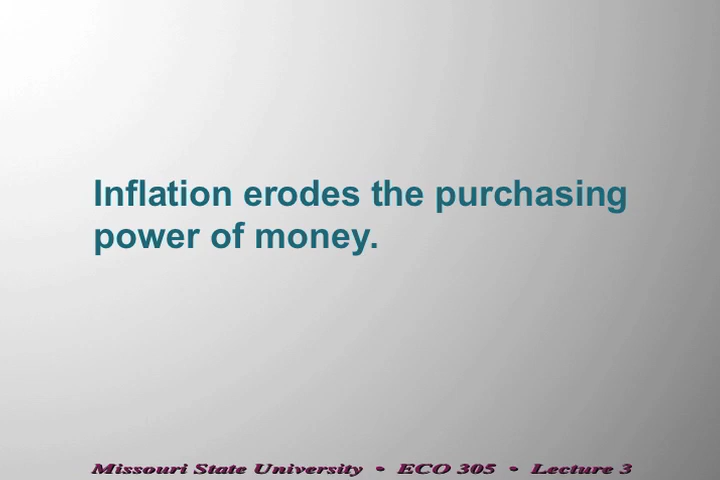 Inflation erodes the purchasing
power of money.
Missouri State University • ECO 305 • Lecture 3